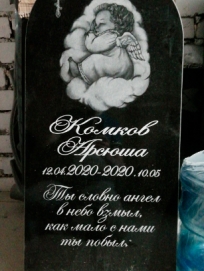 Комков
Арсюша
12.04.2020-2020.10.05
Ты словно ангел
в небо взмыл,
как мало с нами
ты побыл.